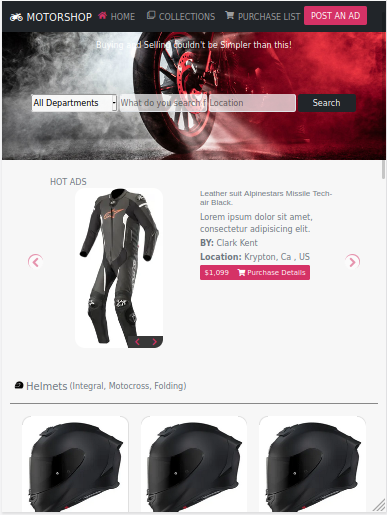 MOTORSHOP HOME COLLECTIONS PURCHASE LIST POST AN AD
Buying and Selling couldn't be Simpler than this!
All Departments What do you search f Location Search
HOT ADS
Leather suit Alpinestars Missile Tech-
air Black.
Lorem ipsum dolor sit amet,
consectetur adipisicing elit.
BY: Clark Kent
Location: Krypton, Ca , US
$1,099 Purchase Details
Helmets (Integral, Motocross, Folding)